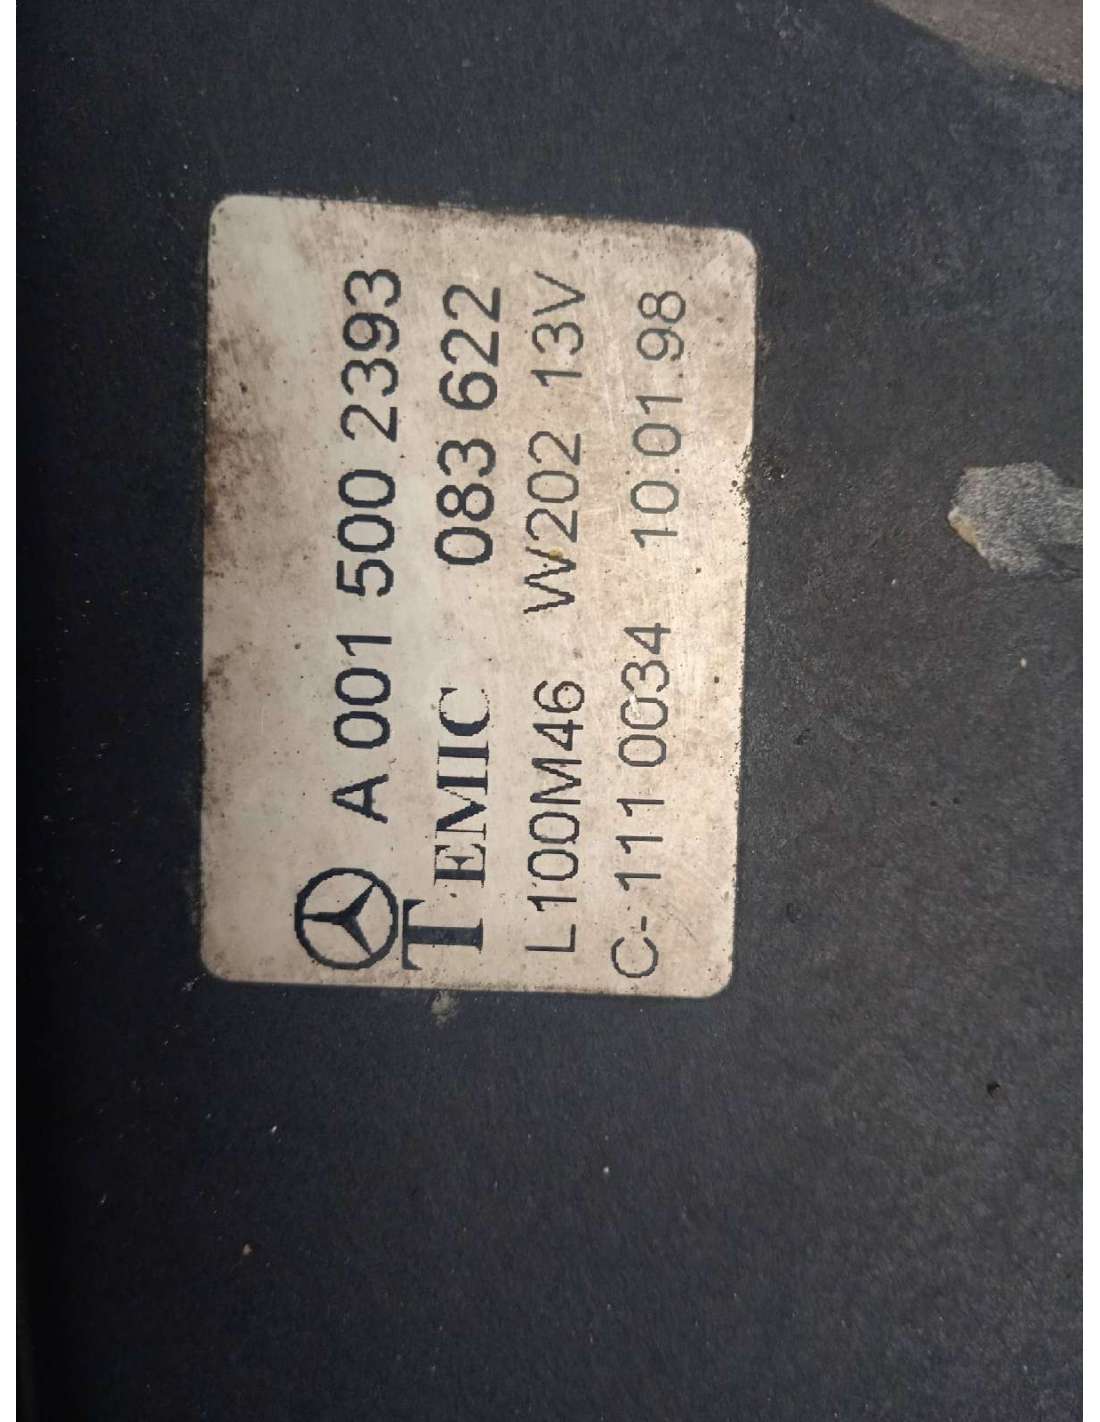 A 001 500 2393
TEMIC 083 622
L100M46 W202 13V
C-111 0034 10.01.98